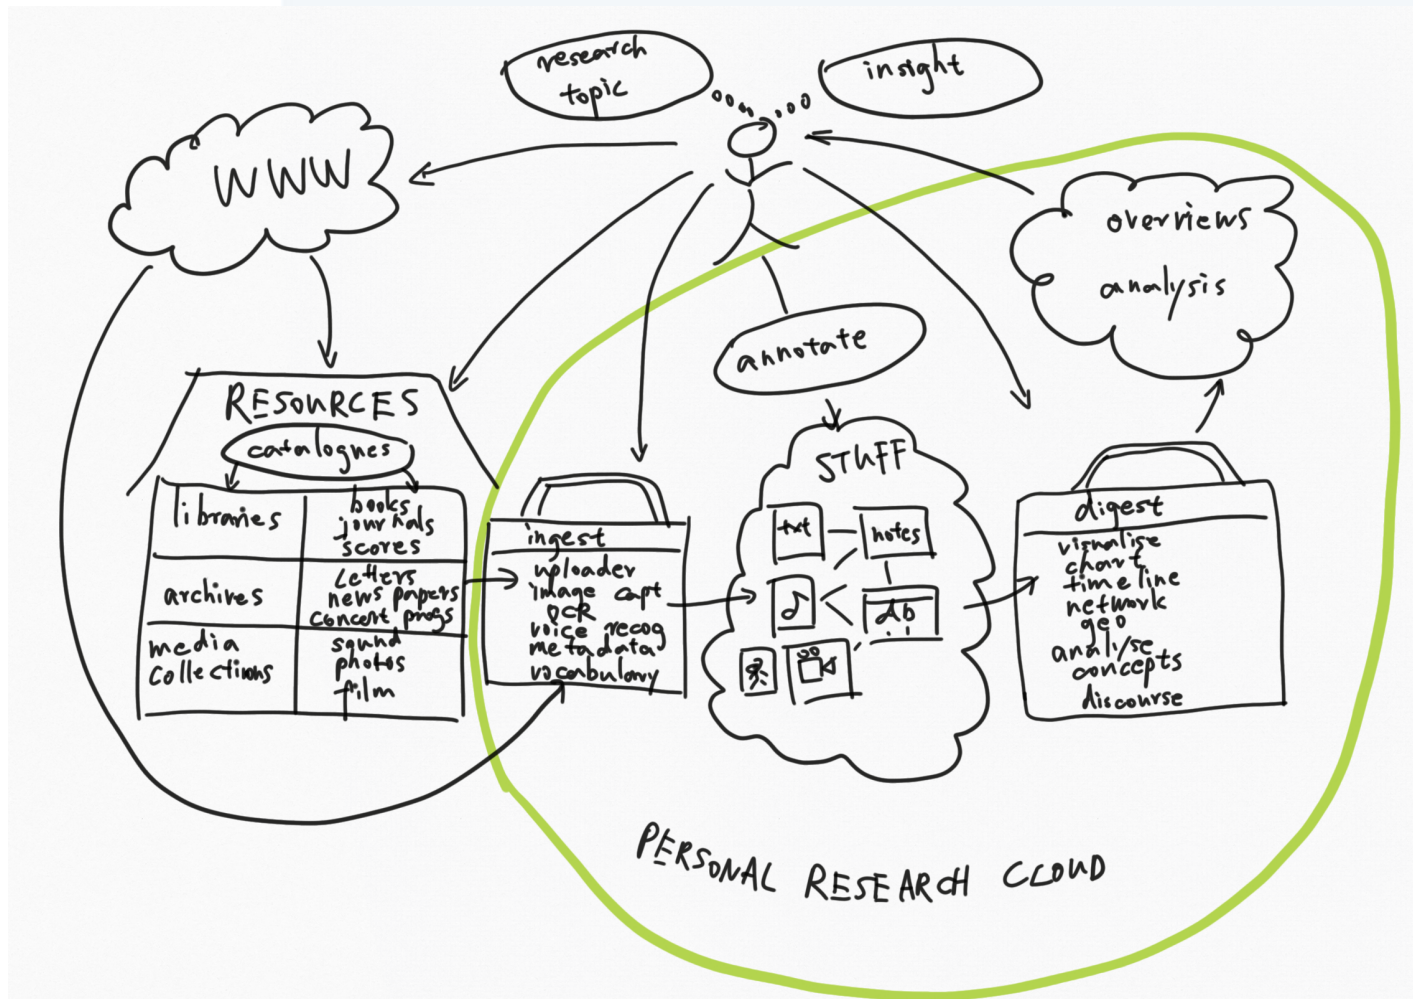 research
topic
insight
WWW
overviews
analysis
annotate
RESOURCES
catalogues
libraries
books
journals
scores
archives
letters
news papers
concert progs
media
collections
sound
photos
film
ingest
uploader
image capt
OCR
voice recog
metadata
vocabulary
STUFF
txt
notes
digest
visualise
chart
timeline
network
geo
analyse
concepts
discourse
PERSONAL RESEARCH CLOUD